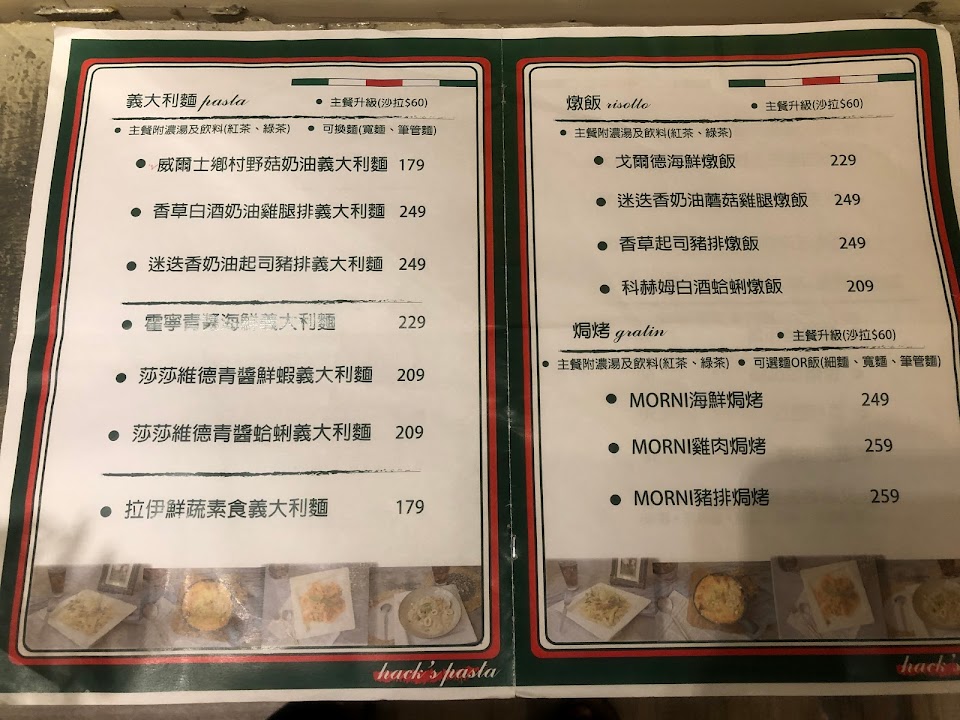 義大利麵 pasta
• 主餐升級(沙拉$60)
• 主餐附濃湯及飲料(紅茶、綠茶) • 可換麵(寬麵、筆管麵)
• 威爾士鄉村野菇奶油義大利麵 179
• 香草白酒奶油雞腿排義大利麵 249
• 迷迭香奶油起司豬排義大利麵 249
• 霍寧青醬海鮮義大利麵 229
• 莎莎維德青醬鮮蝦義大利麵 209
• 莎莎維德青醬蛤蜊義大利麵 209
• 拉伊鮮蔬素食義大利麵 179
hack's pasta
燉飯 risotto
• 主餐升級(沙拉$60)
• 主餐附濃湯及飲料(紅茶、綠茶)
• 戈爾德海鮮燉飯 229
• 迷迭香奶油蘑菇雞腿燉飯 249
• 香草起司豬排燉飯 249
• 科赫姆白酒蛤蜊燉飯 209
焗烤 gratin
• 主餐升級(沙拉$60)
• 主餐附濃湯及飲料(紅茶、綠茶) • 可選麵OR飯(細麵、寬麵、筆管麵)
• MORNI海鮮焗烤 249
• MORNI雞肉焗烤 259
• MORNI豬排焗烤 259
hack's